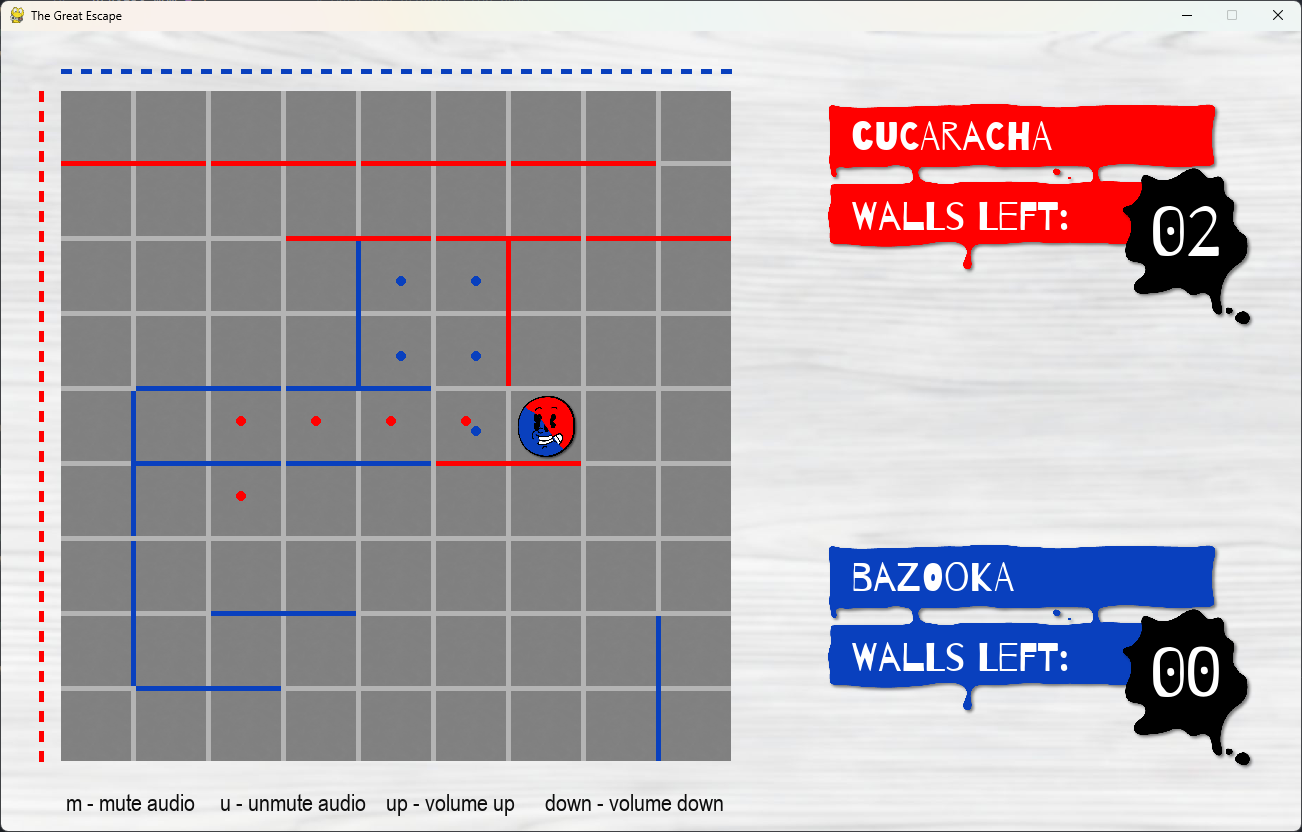 The Great Escape
CUCARACHA
WALLS LEFT:
02
BAZOOKA
WALLS LEFT:
00
m - mute audio u - unmute audio up - volume up down - volume down